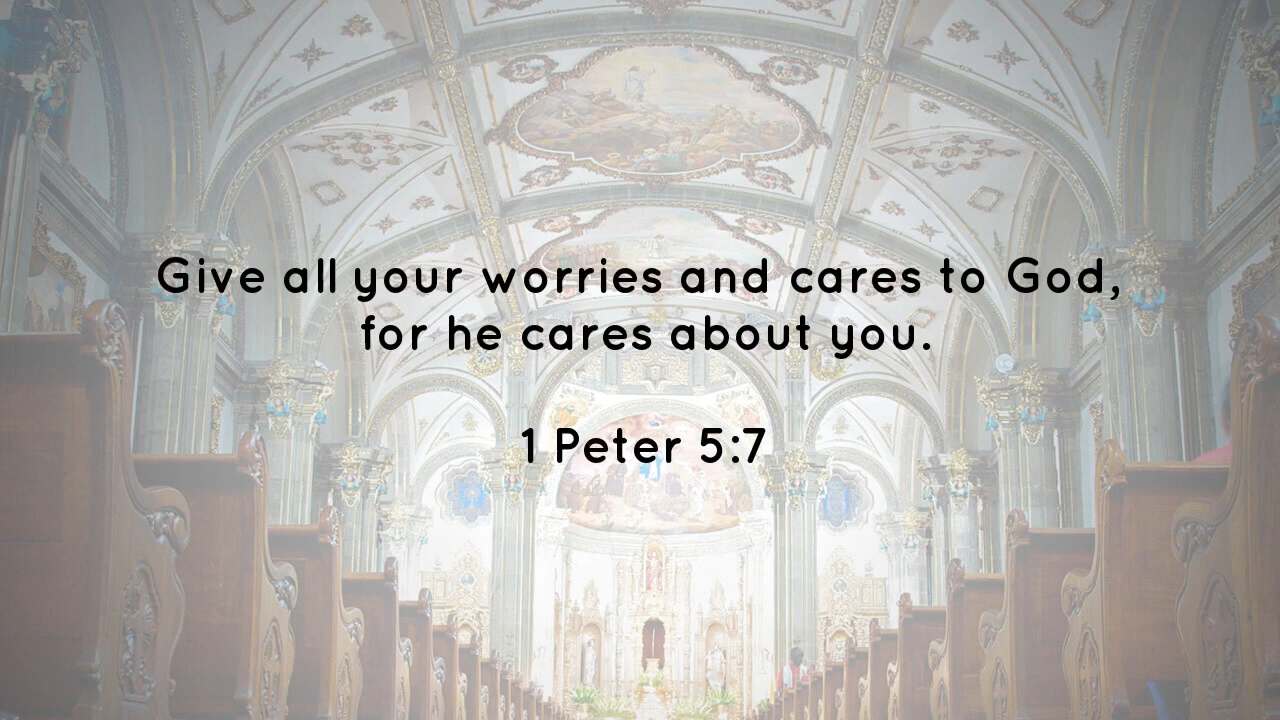 Give all your worries and cares to God,
for he cares about you.
1 Peter 5:7